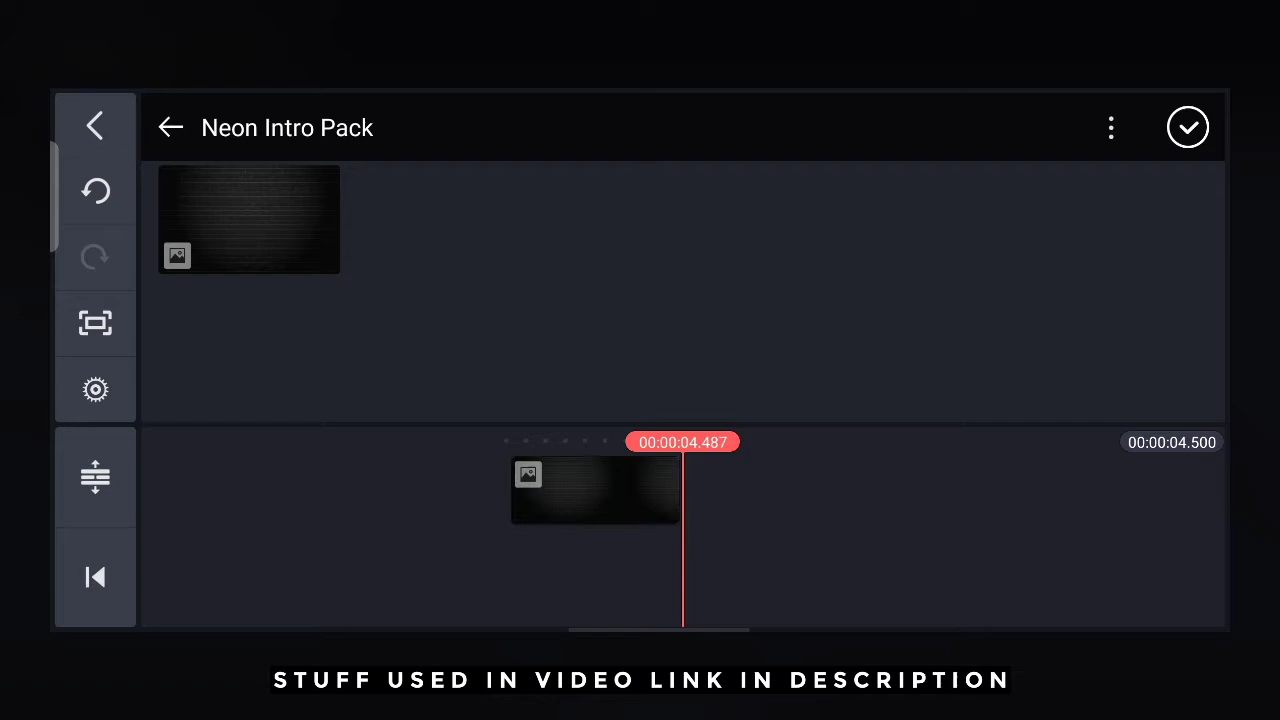 Neon Intro Pack
00:00:04.487
00:00:04.500
STUFF USED IN VIDEO LINK IN DESCRIPTION